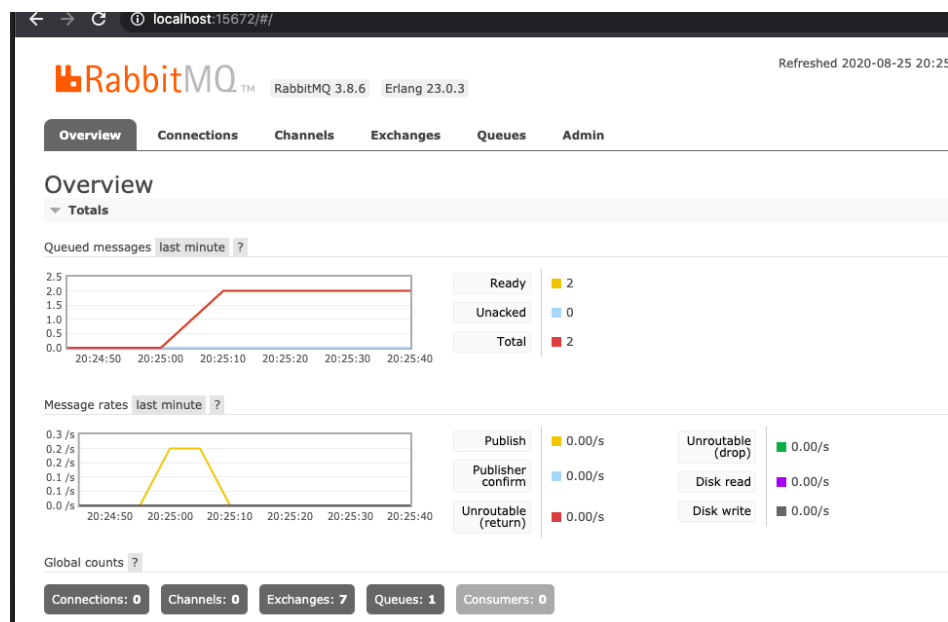 localhost:15672/#/
RabbitMQ TM RabbitMQ 3.8.6 Erlang 23.0.3
Refreshed 2020-08-25 20:25
Overview Connections Channels Exchanges Queues Admin
Overview
Totals
Queued messages last minute ?
2.5
2.0
1.5
1.0
0.5
0.0
20:24:50 20:25:00 20:25:10 20:25:20 20:25:30 20:25:40
Ready 2
Unacked 0
Total 2
Message rates last minute ?
0.3 /s
0.2 /s
0.2 /s
0.1 /s
0.1 /s
0.0 /s
20:24:50 20:25:00 20:25:10 20:25:20 20:25:30 20:25:40
Publish 0.00/s
Publisher
confirm 0.00/s
Unroutable
(return) 0.00/s
Unroutable
(drop) 0.00/s
Disk read 0.00/s
Disk write 0.00/s
Global counts ?
Connections: 0 Channels: 0 Exchanges: 7 Queues: 1 Consumers: 0